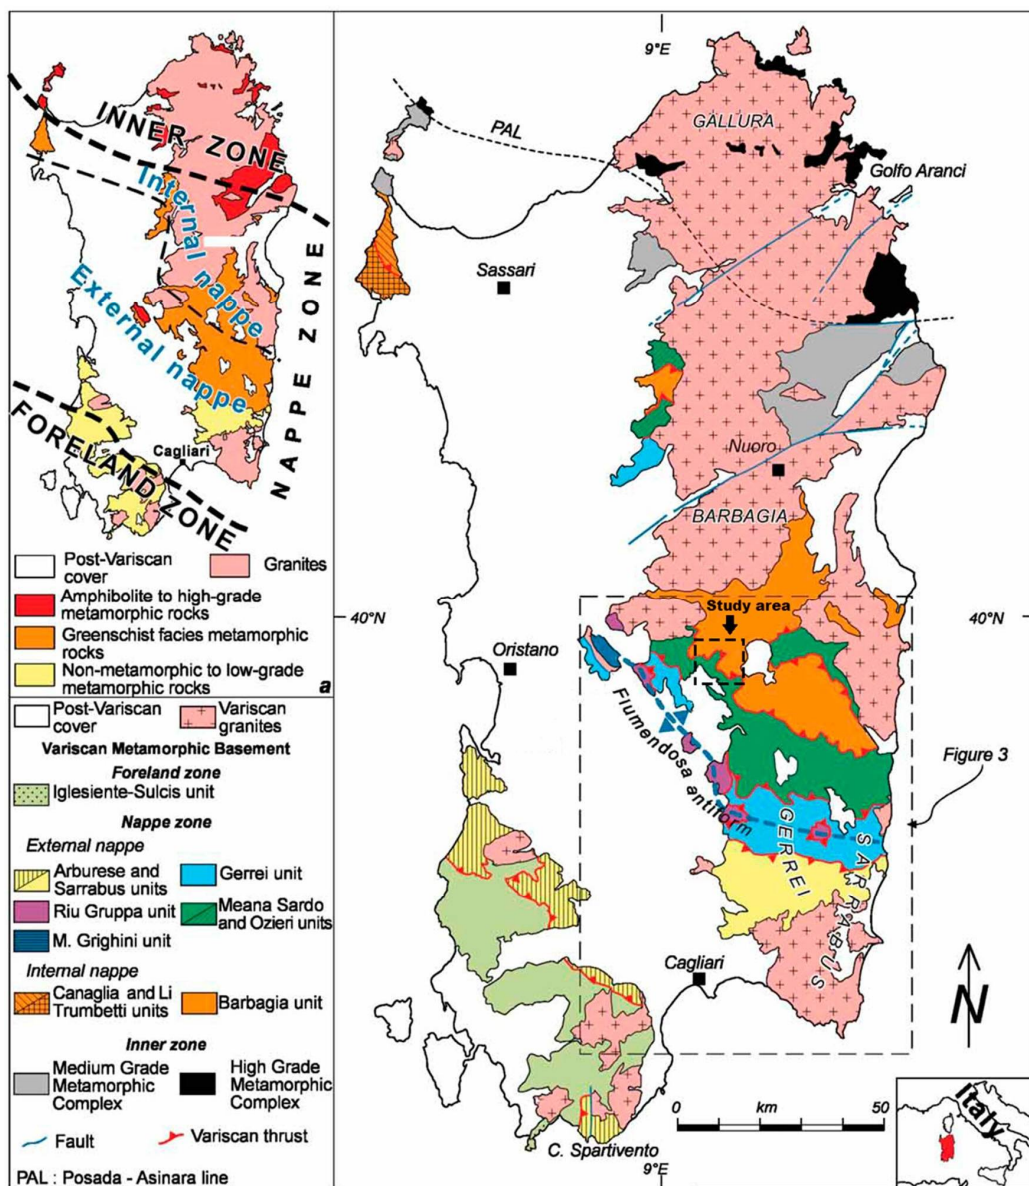 INNER ZONE
Internal nappe
External nappe
NAPPE ZONE
FORELAND ZONE
Cagliari
Post-Variscan
cover
Granites
Amphibolite to high-grade
metamorphic rocks
Greenschist facies metamorphic
rocks
Non-metamorphic to low-grade
metamorphic rocks
a
Post-Variscan
cover
Variscan
granites
Variscan Metamorphic Basement
Foreland zone
Iglesiente-Sulcis unit
Nappe zone
External nappe
Arburese and
Sarrabus units
Gerrei unit
Riu Gruppa unit
Meana Sardo
and Ozieri units
M. Grighini unit
Internal nappe
Canaglia and Li
Trumbetti units
Barbagia unit
Inner zone
Medium Grade
Metamorphic
Complex
High Grade
Metamorphic
Complex
Fault
Variscan thrust
PAL : Posada - Asinara line
9°E
PAL
GALLURA
Golfo Aranci
Sassari
Nuoro
BARBAGIA
40°N
Study area
40°N
Oristano
Flumendosa antiform
Figure 3
GERREI
SARRABUS
Cagliari
N
0 km 50
C. Spartivento
9°E
Italy